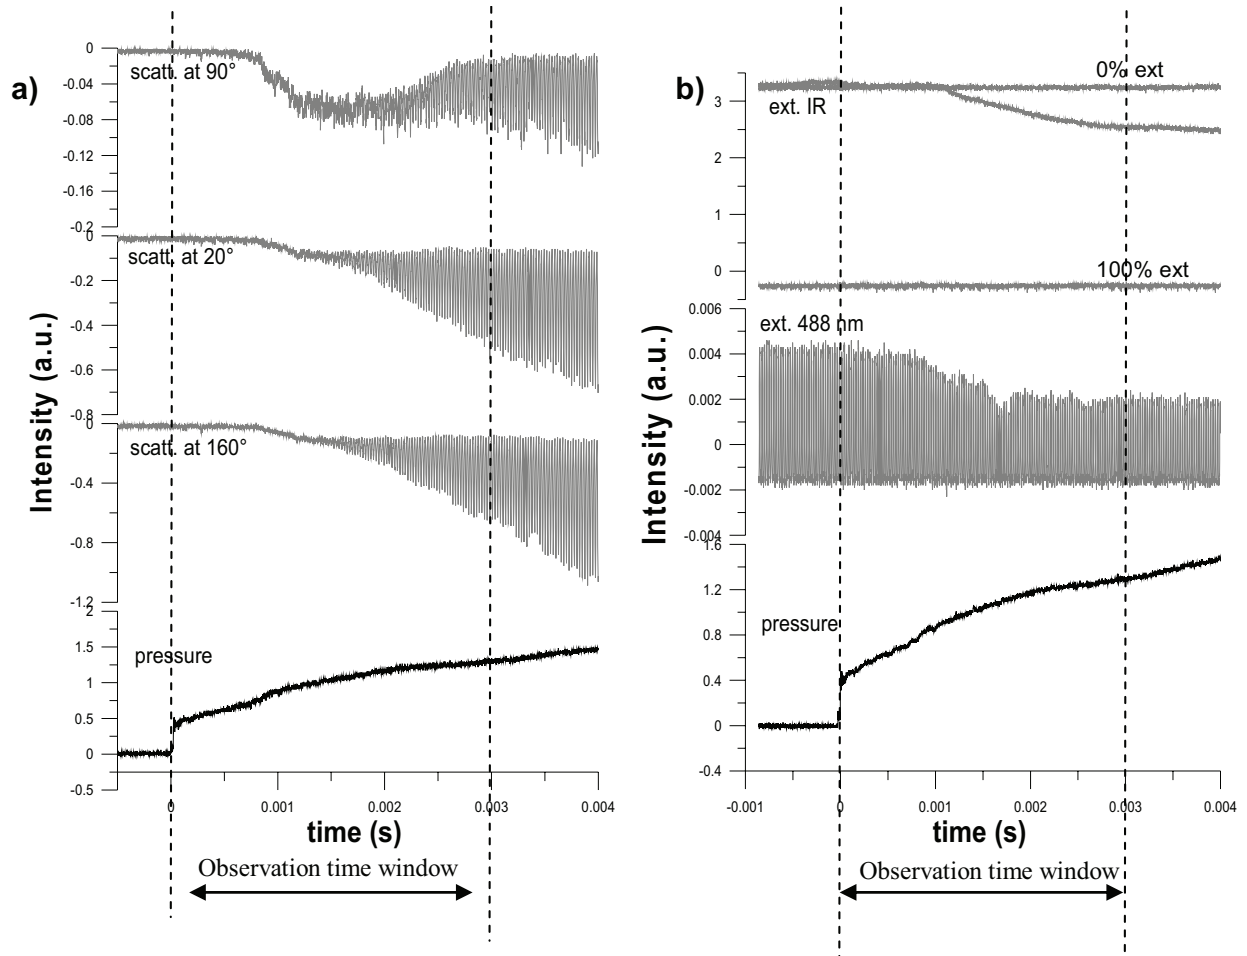 a)
Intensity (a.u.)
0
-0.04
-0.08
-0.12
-0.16
-0.2
scatt. at 90°
0
-0.2
-0.4
-0.6
-0.8
scatt. at 20°
0
-0.4
-0.8
-1.2
scatt. at 160°
2
1.5
1
0.5
0
-0.5
pressure
0 0.001 0.002 0.003 0.004
time (s)
Observation time window
b)
Intensity (a.u.)
3
2
1
0
0% ext
ext. IR
100% ext
0.006
0.004
0.002
0
-0.002
-0.004
ext. 488 nm
1.6
1.2
0.8
0.4
0
-0.4
pressure
-0.001 0 0.001 0.002 0.003 0.004
time (s)
Observation time window